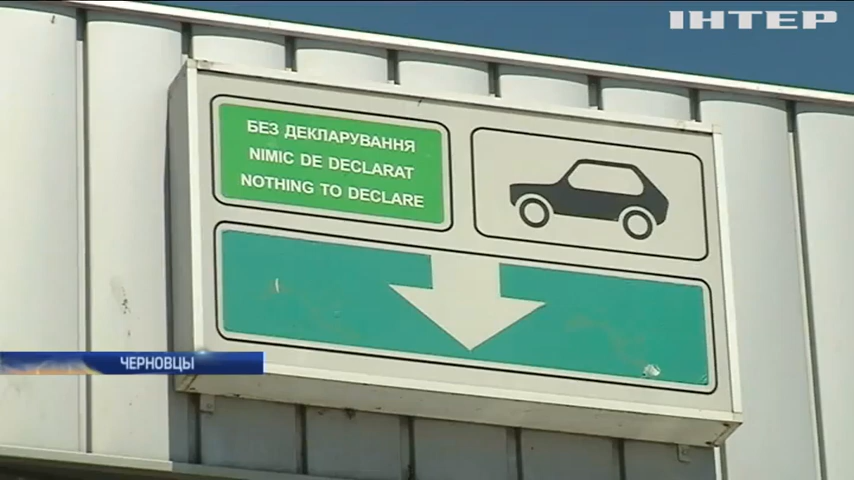 ІНТЕР
БЕЗ ДЕКЛАРУВАННЯ
NIMIC DE DECLARAT
NOTHING TO DECLARE
ЧЕРНОВЦЫ